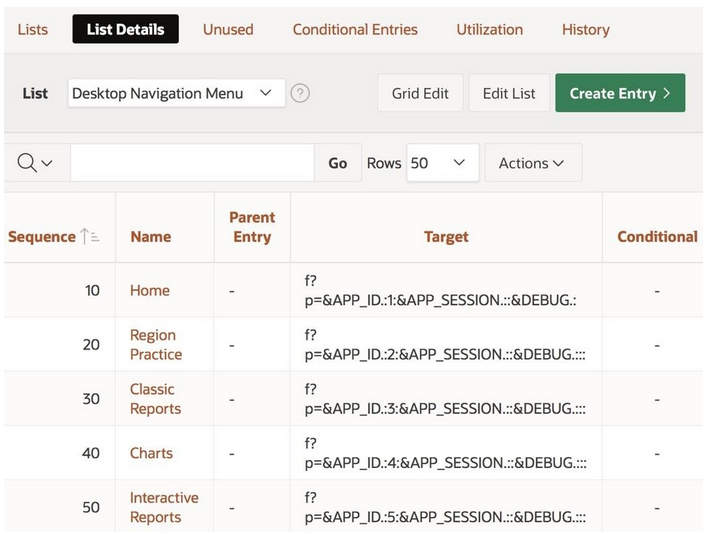 Lists List Details Unused Conditional Entries Utilization History
List Desktop Navigation Menu ? Grid Edit Edit List Create Entry >
Go Rows 50 Actions
Sequence Name Parent Entry Target Conditional
10 Home - f?
p=&APP_ID.:1:&APP_SESSION.::&DEBUG.:
20 Region Practice - f?
p=&APP_ID.:2:&APP_SESSION.::&DEBUG.::: -
30 Classic Reports - f?
p=&APP_ID.:3:&APP_SESSION.::&DEBUG.::: -
40 Charts - f?
p=&APP_ID.:4:&APP_SESSION.::&DEBUG.:::: -
50 Interactive Reports - f?
p=&APP_ID.:5:&APP_SESSION.::&DEBUG.::: -